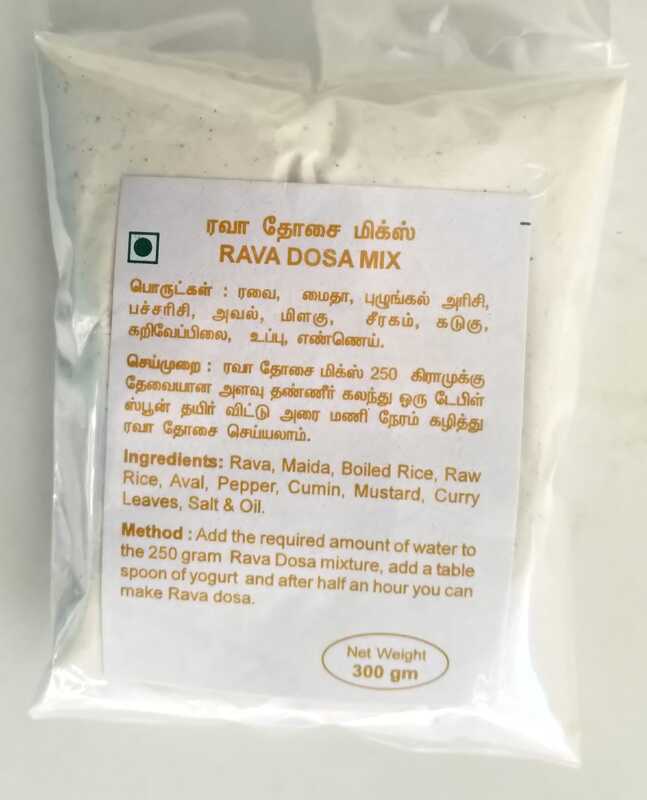 ரவா தோசை மிக்ஸ்
RAVA DOSA MIX
பொருட்கள் : ரவை, மைதா, புழுங்கல் அரிசி,
பச்சரிசி, அவல், மிளகு, சீரகம், கடுகு,
கறிவேப்பிலை, உப்பு, எண்ணெய்.
செய்முறை : ரவா தோசை மிக்ஸ் 250 கிராமுக்கு
தேவையான அளவு தண்ணீர் கலந்து ஒரு டேபிள்
ஸ்பூன் தயிர் விட்டு அரை மணி நேரம் கழித்து
ரவா தோசை செய்யலாம்.
Ingredients: Rava, Maida, Boiled Rice, Raw
Rice, Aval, Pepper, Cumin, Mustard, Curry
Leaves, Salt & Oil.
Method : Add the required amount of water to
the 250 gram Rava Dosa mixture, add a table
spoon of yogurt and after half an hour you can
make Rava dosa.
Net Weight
300 gm